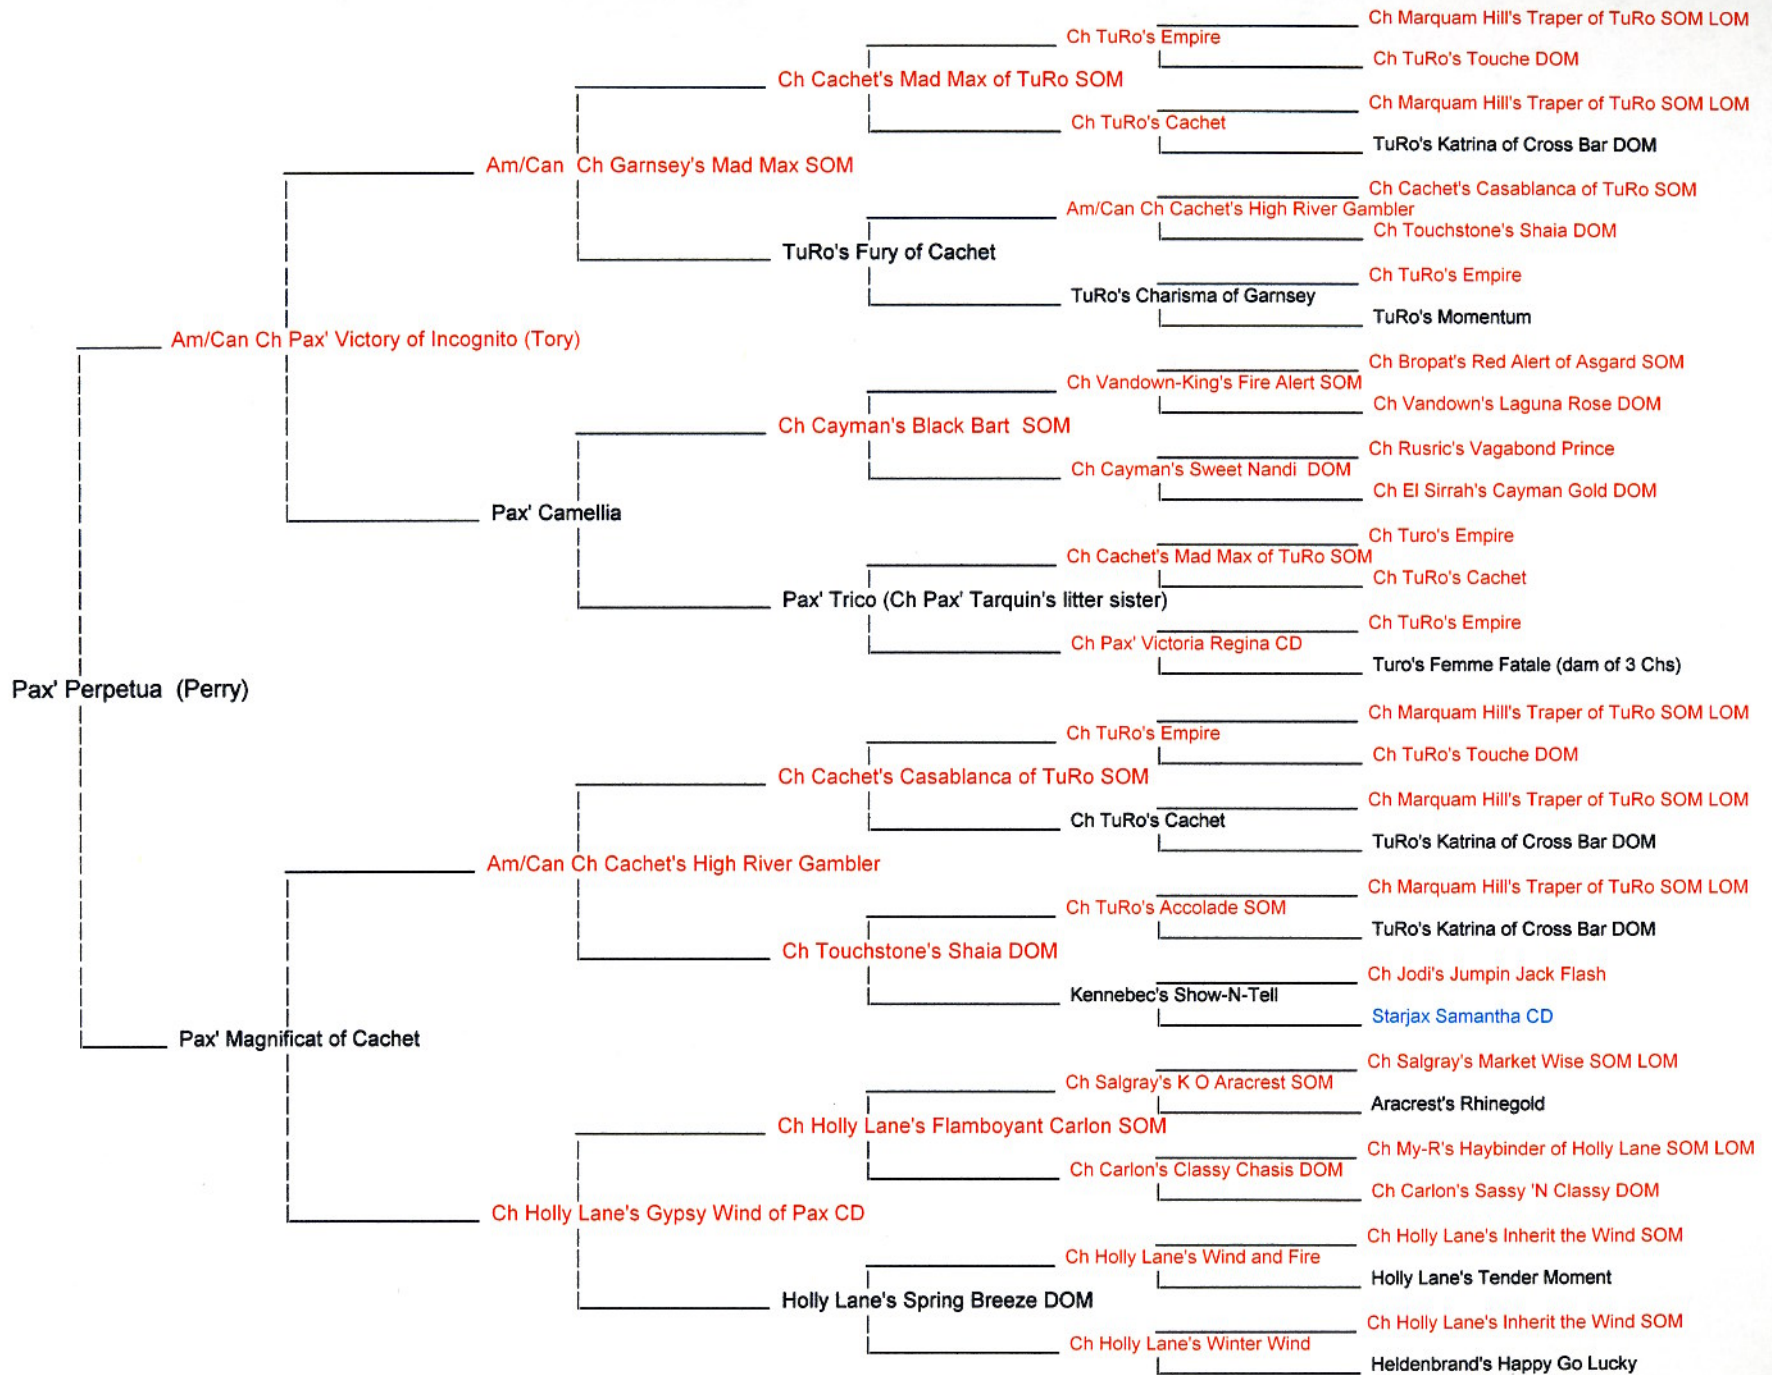 Ch Marquam Hill's Traper of TuRo SOM LOM
Ch TuRo's Empire
Ch TuRo's Touche DOM
Ch Cachet's Mad Max of TuRo SOM
Ch Marquam Hill's Traper of TuRo SOM LOM
Ch TuRo's Cachet
TuRo's Katrina of Cross Bar DOM
Am/Can Ch Garnsey's Mad Max SOM
Ch Cachet's Casablanca of TuRo SOM
Am/Can Ch Cachet's High River Gambler
Ch Touchstone's Shaia DOM
TuRo's Fury of Cachet
Ch TuRo's Empire
TuRo's Charisma of Garnsey
TuRo's Momentum
Am/Can Ch Pax' Victory of Incognito (Tory)
Ch Bropat's Red Alert of Asgard SOM
Ch Vandown-King's Fire Alert SOM
Ch Vandown's Laguna Rose DOM
Ch Cayman's Black Bart SOM
Ch Rusric's Vagabond Prince
Ch Cayman's Sweet Nandi DOM
Ch El Sirrah's Cayman Gold DOM
Pax' Camellia
Ch Turo's Empire
Ch Cachet's Mad Max of TuRo SOM
Ch TuRo's Cachet
Pax' Trico (Ch Pax' Tarquin's litter sister)
Ch TuRo's Empire
Ch Pax' Victoria Regina CD
Turo's Femme Fatale (dam of 3 Chs)
Pax' Perpetua (Perry)
Ch Marquam Hill's Traper of TuRo SOM LOM
Ch TuRo's Empire
Ch TuRo's Touche DOM
Ch Cachet's Casablanca of TuRo SOM
Ch Marquam Hill's Traper of TuRo SOM LOM
Ch TuRo's Cachet
TuRo's Katrina of Cross Bar DOM
Am/Can Ch Cachet's High River Gambler
Ch Marquam Hill's Traper of TuRo SOM LOM
Ch TuRo's Accolade SOM
TuRo's Katrina of Cross Bar DOM
Ch Touchstone's Shaia DOM
Ch Jodi's Jumpin Jack Flash
Kennebec's Show-N-Tell
Starjax Samantha CD
Pax' Magnificat of Cachet
Ch Salgray's Market Wise SOM LOM
Ch Salgray's K O Aracrest SOM
Aracrest's Rhinegold
Ch Holly Lane's Flamboyant Carlon SOM
Ch My-R's Haybinder of Holly Lane SOM LOM
Ch Carlon's Classy Chasis DOM
Ch Carlon's Sassy 'N Classy DOM
Ch Holly Lane's Gypsy Wind of Pax CD
Ch Holly Lane's Inherit the Wind SOM
Ch Holly Lane's Wind and Fire
Holly Lane's Tender Moment
Holly Lane's Spring Breeze DOM
Ch Holly Lane's Inherit the Wind SOM
Ch Holly Lane's Winter Wind
Heldenbrand's Happy Go Lucky